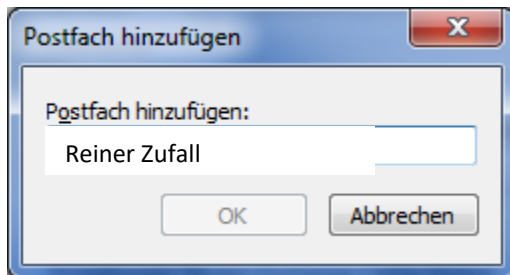 Postfach hinzufügen
Postfach hinzufügen:
Reiner Zufall
OK Abbrechen